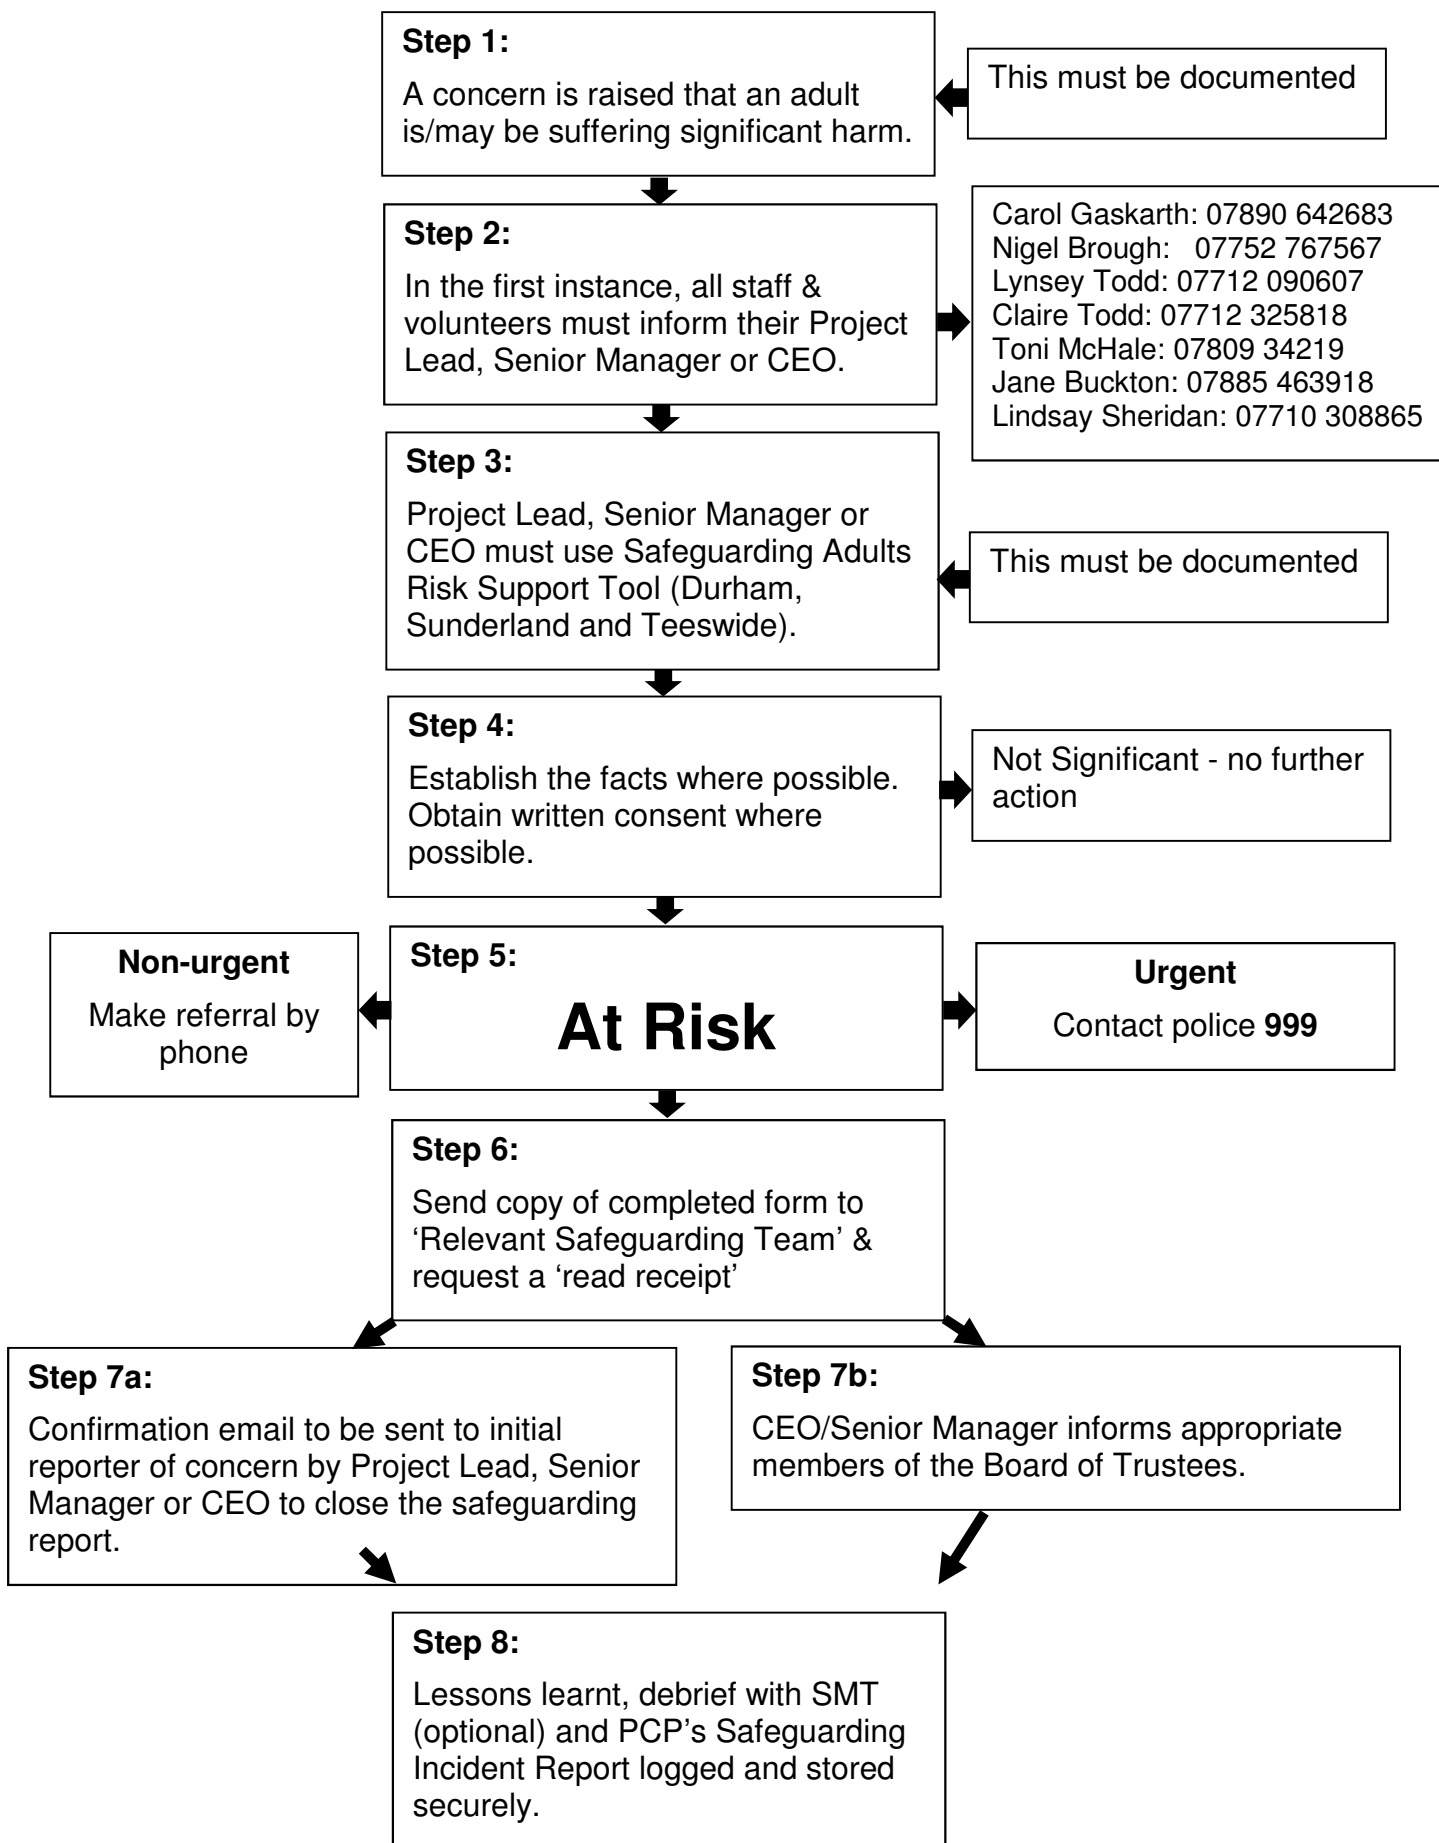 Step 1:
A concern is raised that an adult
is/may be suffering significant harm.
This must be documented
Step 2:
In the first instance, all staff &
volunteers must inform their Project
Lead, Senior Manager or CEO.
Carol Gaskarth: 07890 642683
Nigel Brough: 07752 767567
Lynsey Todd: 07712 090607
Claire Todd: 07712 325818
Toni McHale: 07809 34219
Jane Buckton: 07885 463918
Lindsay Sheridan: 07710 308865
Step 3:
Project Lead, Senior Manager or
CEO must use Safeguarding Adults
Risk Support Tool (Durham,
Sunderland and Teeswide).
This must be documented
Step 4:
Establish the facts where possible.
Obtain written consent where
possible.
Not Significant - no further
action
Non-urgent
Make referral by
phone
Step 5:
At Risk
Urgent
Contact police 999
Step 6:
Send copy of completed form to
‘Relevant Safeguarding Team’ &
request a ‘read receipt’
Step 7a:
Confirmation email to be sent to initial
reporter of concern by Project Lead, Senior
Manager or CEO to close the safeguarding
report.
Step 7b:
CEO/Senior Manager informs appropriate
members of the Board of Trustees.
Step 8:
Lessons learnt, debrief with SMT
(optional) and PCP’s Safeguarding
Incident Report logged and stored
securely.